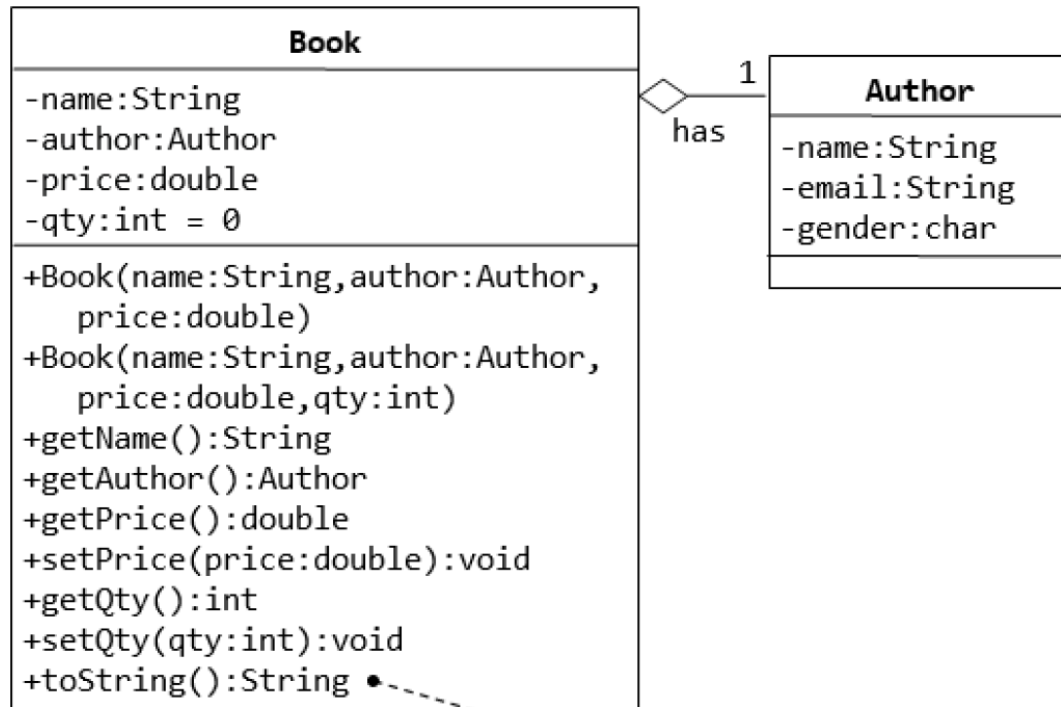 Book
-name:String
-author:Author
-price:double
-qty:int = 0
+Book(name:String,author:Author,
price:double)
+Book(name:String,author:Author,
price:double,qty:int)
+getName():String
+getAuthor():Author
+getPrice():double
+setPrice(price:double):void
+getQty():int
+setQty(qty:int):void
+toString():String
1
has
Author
-name:String
-email:String
-gender:char